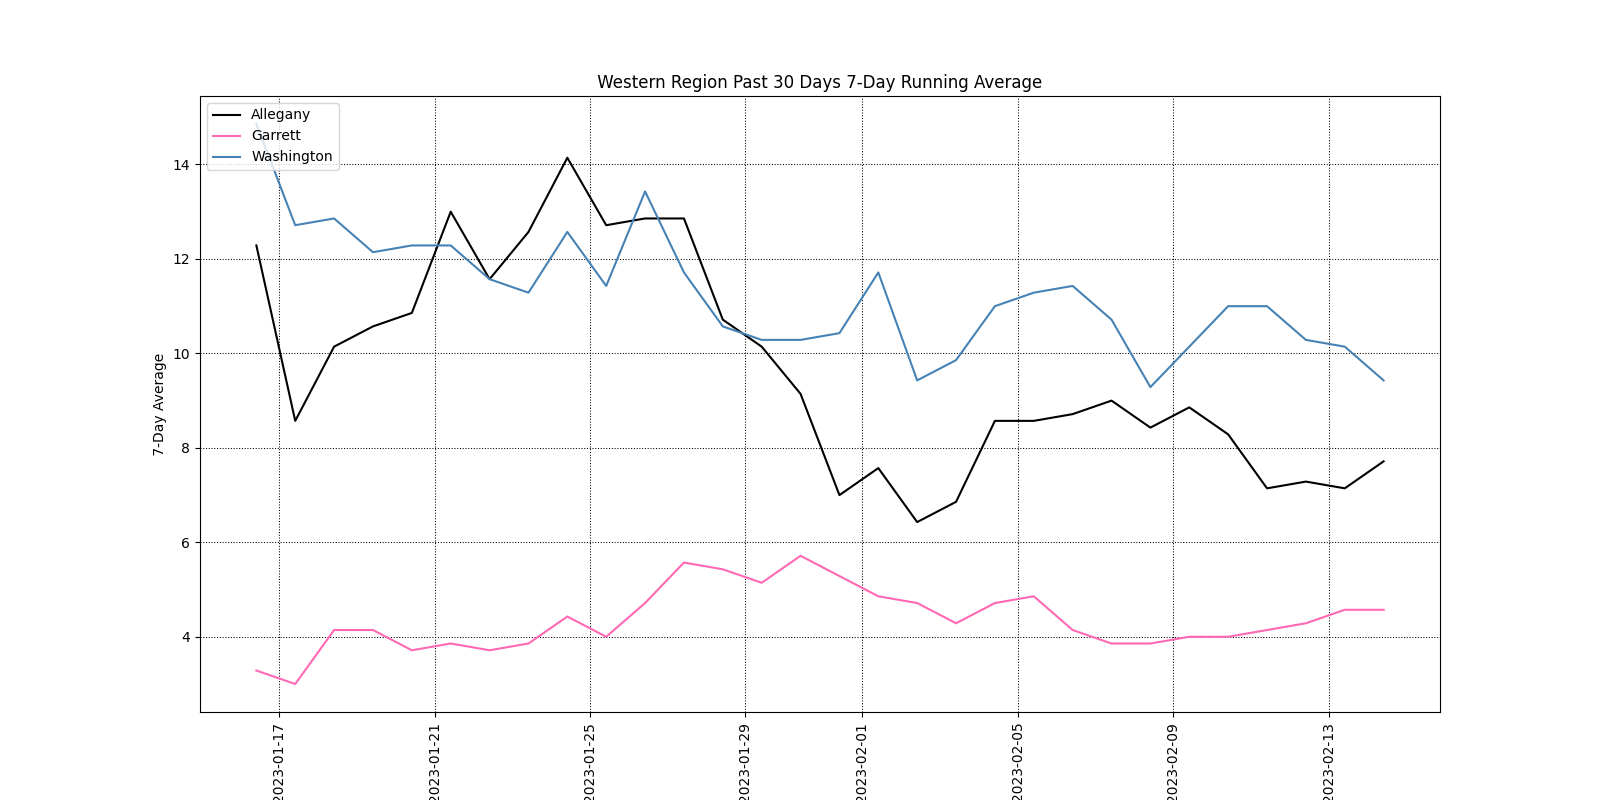 Western Region Past 30 Days 7-Day Running Average
Allegany
Garrett
Washington
7-Day Average
14
12
10
8
6
4
2023-01-17
2023-01-21
2023-01-25
2023-01-29
2023-02-01
2023-02-05
2023-02-09
2023-02-13